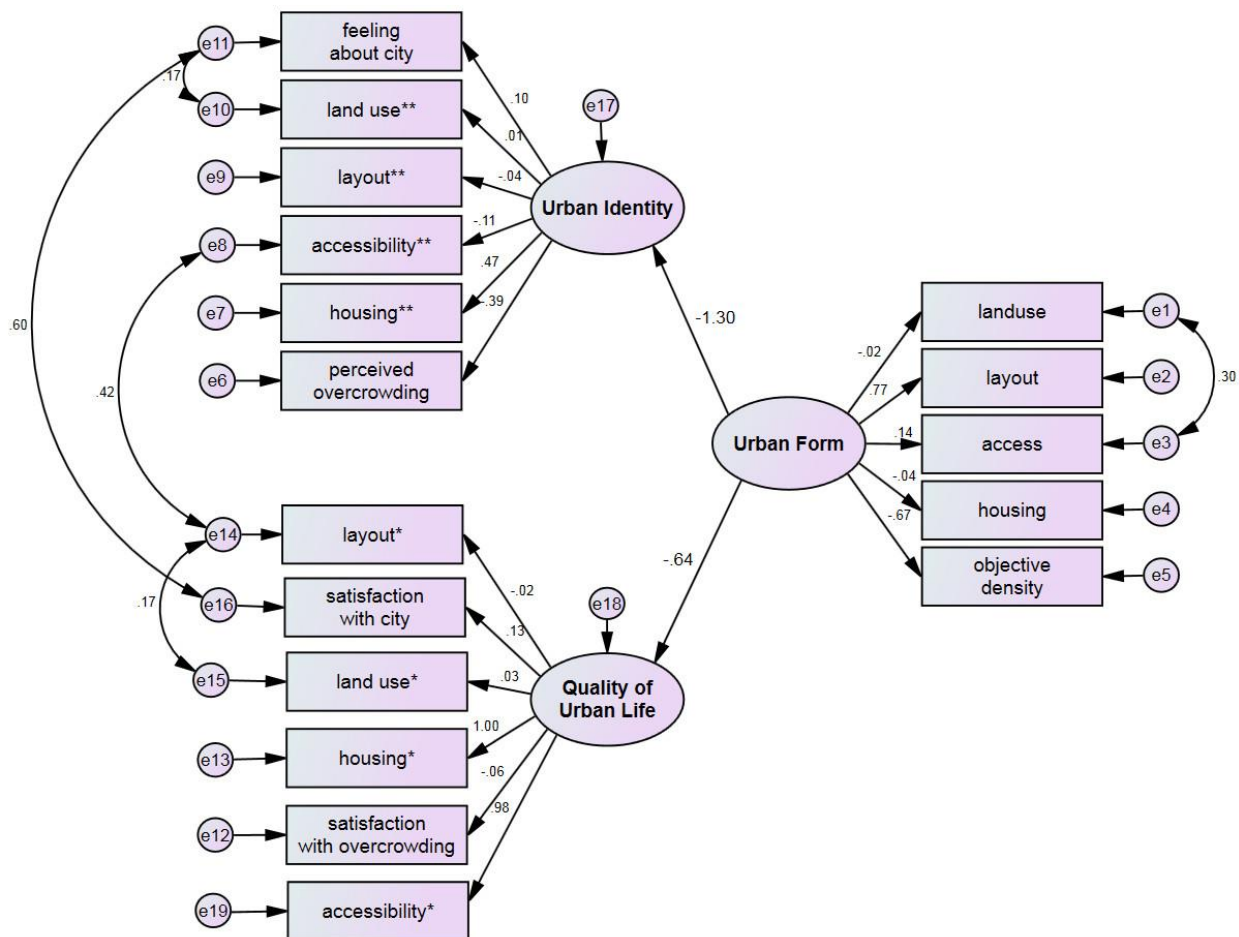 e11
feeling
about city
.17
e10
land use**
e9
layout**
e8
accessibility**
e7
housing**
e6
perceived
overcrowding
.10
.01
-.04
-.11
.47
-.39
e17
Urban Identity
.60
.42
-1.30
-.64
Urban Form
-.02
.77
.14
-.04
-.67
landuse
e1
layout
e2
access
e3
housing
e4
objective
density
e5
.30
e14
layout*
.17
e16
satisfaction
with city
e15
land use*
e13
housing*
e12
satisfaction
with overcrowding
e19
accessibility*
-.02
.13
.03
1.00
-.06
.98
e18
Quality of
Urban Life